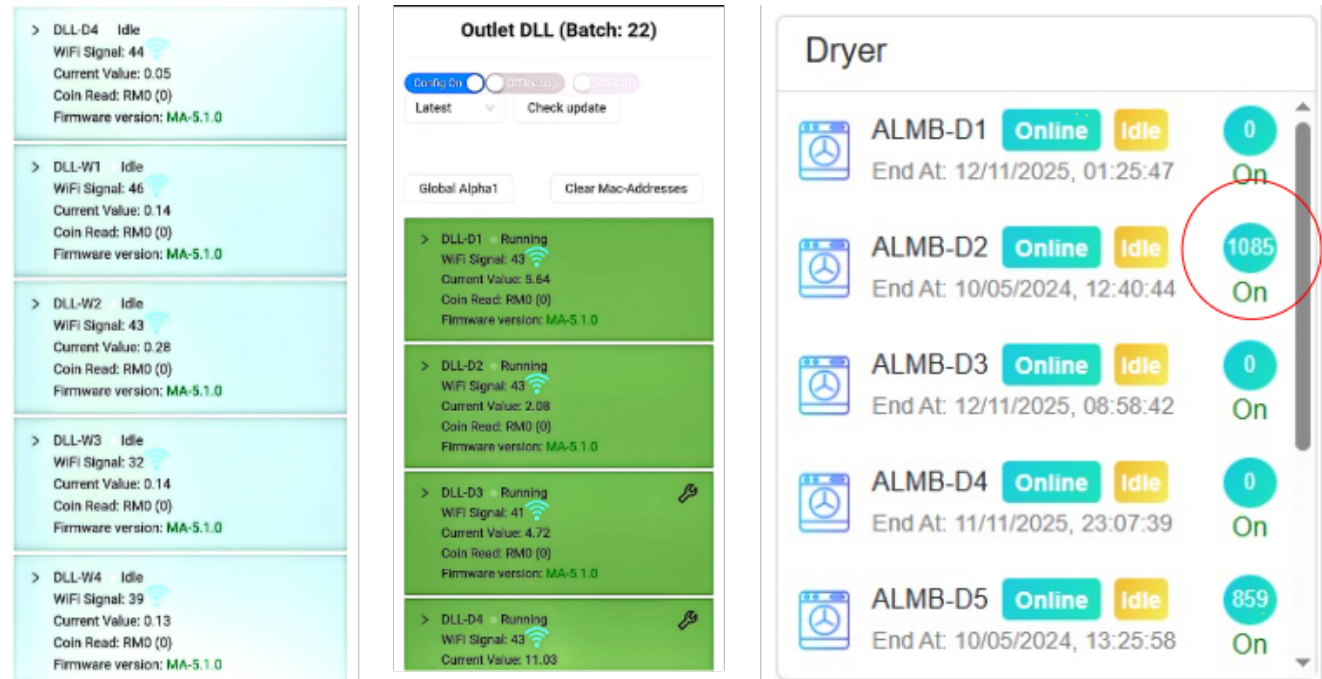 DLL-D4 Idle
WiFi Signal: 44
Current Value: 0.05
Coin Read: RM0 (0)
Firmware version: MA-5.1.0
DLL-W1 Idle
WiFi Signal: 46
Current Value: 0.14
Coin Read: RM0 (0)
Firmware version: MA-5.1.0
DLL-W2 Idle
WiFi Signal: 43
Current Value: 0.28
Coin Read: RM0 (0)
Firmware version: MA-5.1.0
DLL-W3 Idle
WiFi Signal: 32
Current Value: 0.14
Coin Read: RM0 (0)
Firmware version: MA-5.1.0
DLL-W4 Idle
WiFi Signal: 39
Current Value: 0.13
Coin Read: RM0 (0)
Firmware version: MA-5.1.0
Outlet DLL (Batch: 22)
Config On
Latest Check update
Global Alpha1 Clear Mac-Addresses
DLL-D1 Running
WiFi Signal: 43
Current Value: 5.64
Coin Read: RM0 (0)
Firmware version: MA-5.1.0
DLL-D2 Running
WiFi Signal: 43
Current Value: 2.08
Coin Read: RM0 (0)
Firmware version: MA-5.1.0
DLL-D3 Running
WiFi Signal: 41
Current Value: 4.72
Coin Read: RM0 (0)
Firmware version: MA-5.1.0
DLL-D4 Running
WiFi Signal: 43
Current Value: 11.03
Dryer
ALMB-D1 Online Idle 0
End At: 12/11/2025, 01:25:47 On
ALMB-D2 Online Idle 1085
End At: 10/05/2024, 12:40:44 On
ALMB-D3 Online Idle 0
End At: 12/11/2025, 08:58:42 On
ALMB-D4 Online Idle 0
End At: 11/11/2025, 23:07:39 On
ALMB-D5 Online Idle 859
End At: 10/05/2024, 13:25:58 On